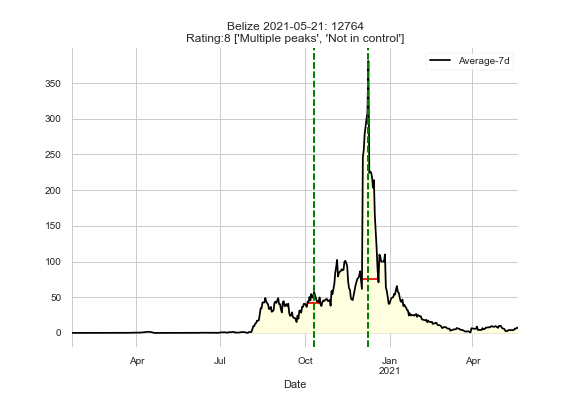 Belize 2021-05-21: 12764
Rating:8 ['Multiple peaks', 'Not in control']
Average-7d
350
300
250
200
150
100
50
0
Apr
Jul
Oct
Jan
2021
Apr
Date